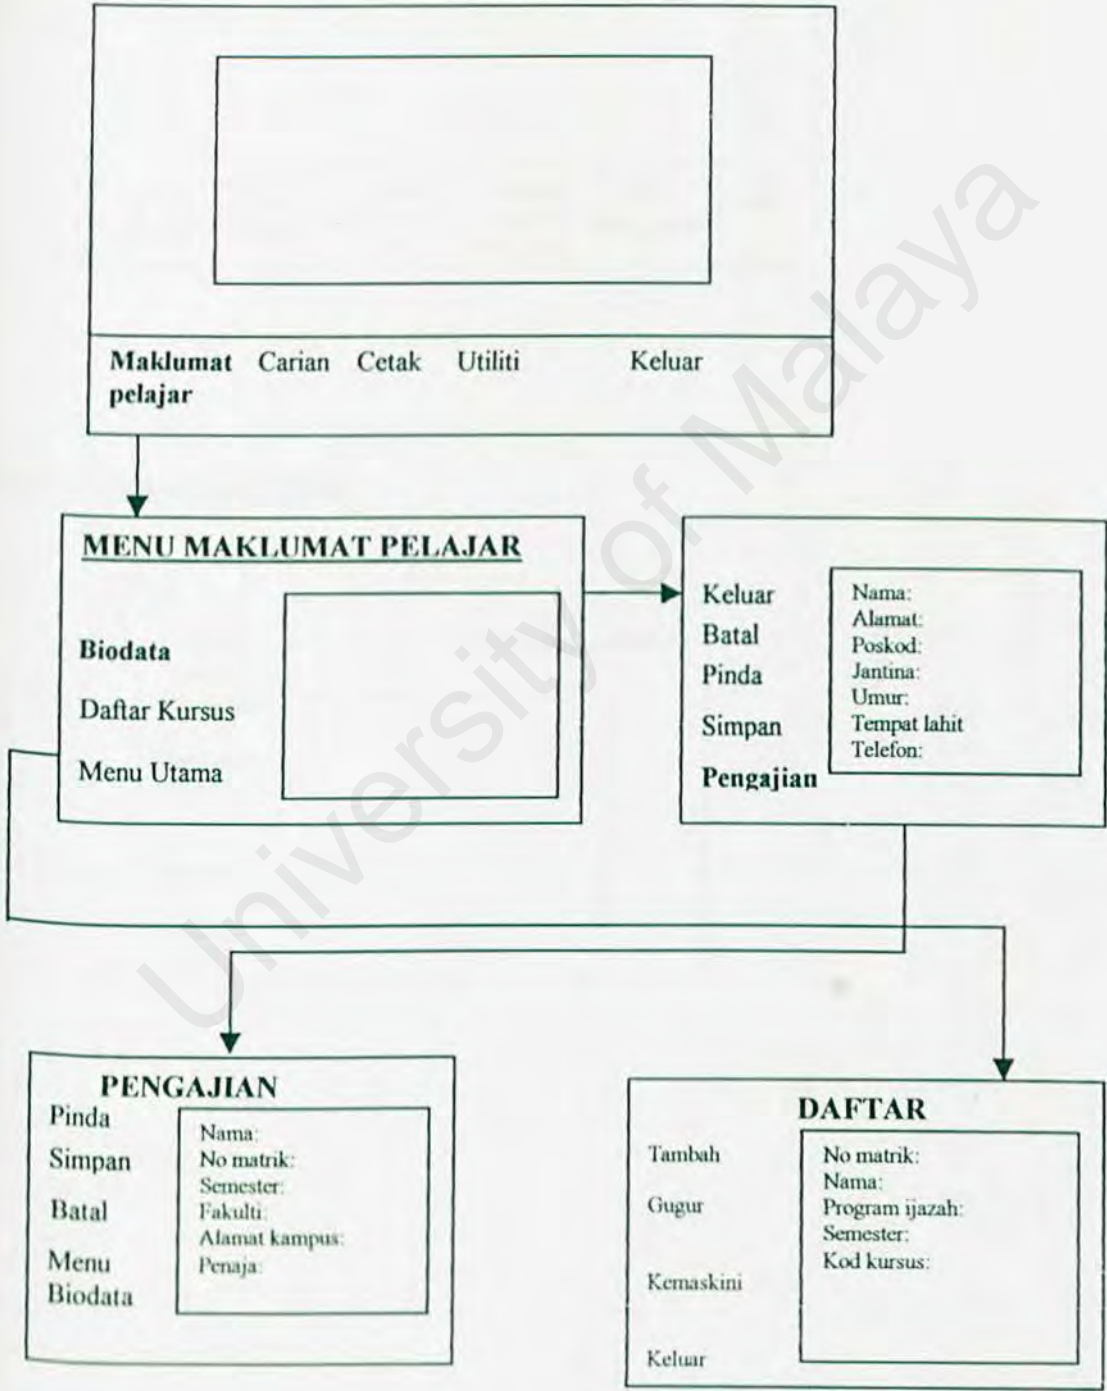 Maklumat Carian Cetak Utiliti Keluar
pelajar
MENU MAKLUMAT PELAJAR
Biodata
Daftar Kursus
Menu Utama
Keluar
Batal
Pinda
Simpan
Pengajian
Nama:
Alamat:
Poskod:
Jantina:
Umur:
Tempat lahit
Telefon:
PENGAJIAN
Pinda
Simpan
Batal
Menu
Biodata
Nama:
No matrik:
Semester:
Fakulti:
Alamat kampus:
Penaja:
DAFTAR
Tambah
Gugur
Kemaskini
Keluar
No matrik:
Nama:
Program ijazah:
Semester:
Kod kursus:
University of Malaya